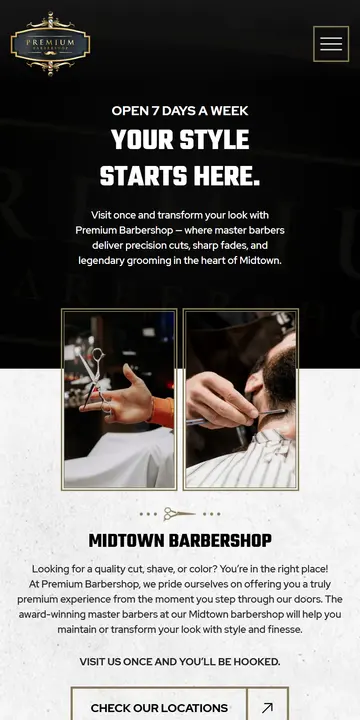 PREMIUM
BARBERSHOP
OPEN 7 DAYS A WEEK
YOUR STYLE
STARTS HERE.
Visit once and transform your look with
Premium Barbershop – where master barbers
deliver precision cuts, sharp fades, and
legendary grooming in the heart of Midtown.
MIDTOWN BARBERSHOP
Looking for a quality cut, shave, or color? You're in the right place!
At Premium Barbershop, we pride ourselves on offering you a truly
premium experience from the moment you step through our doors. The
award-winning master barbers at our Midtown barbershop will help you
maintain or transform your look with style and finesse.
VISIT US ONCE AND YOU'LL BE HOOKED.
CHECK OUR LOCATIONS